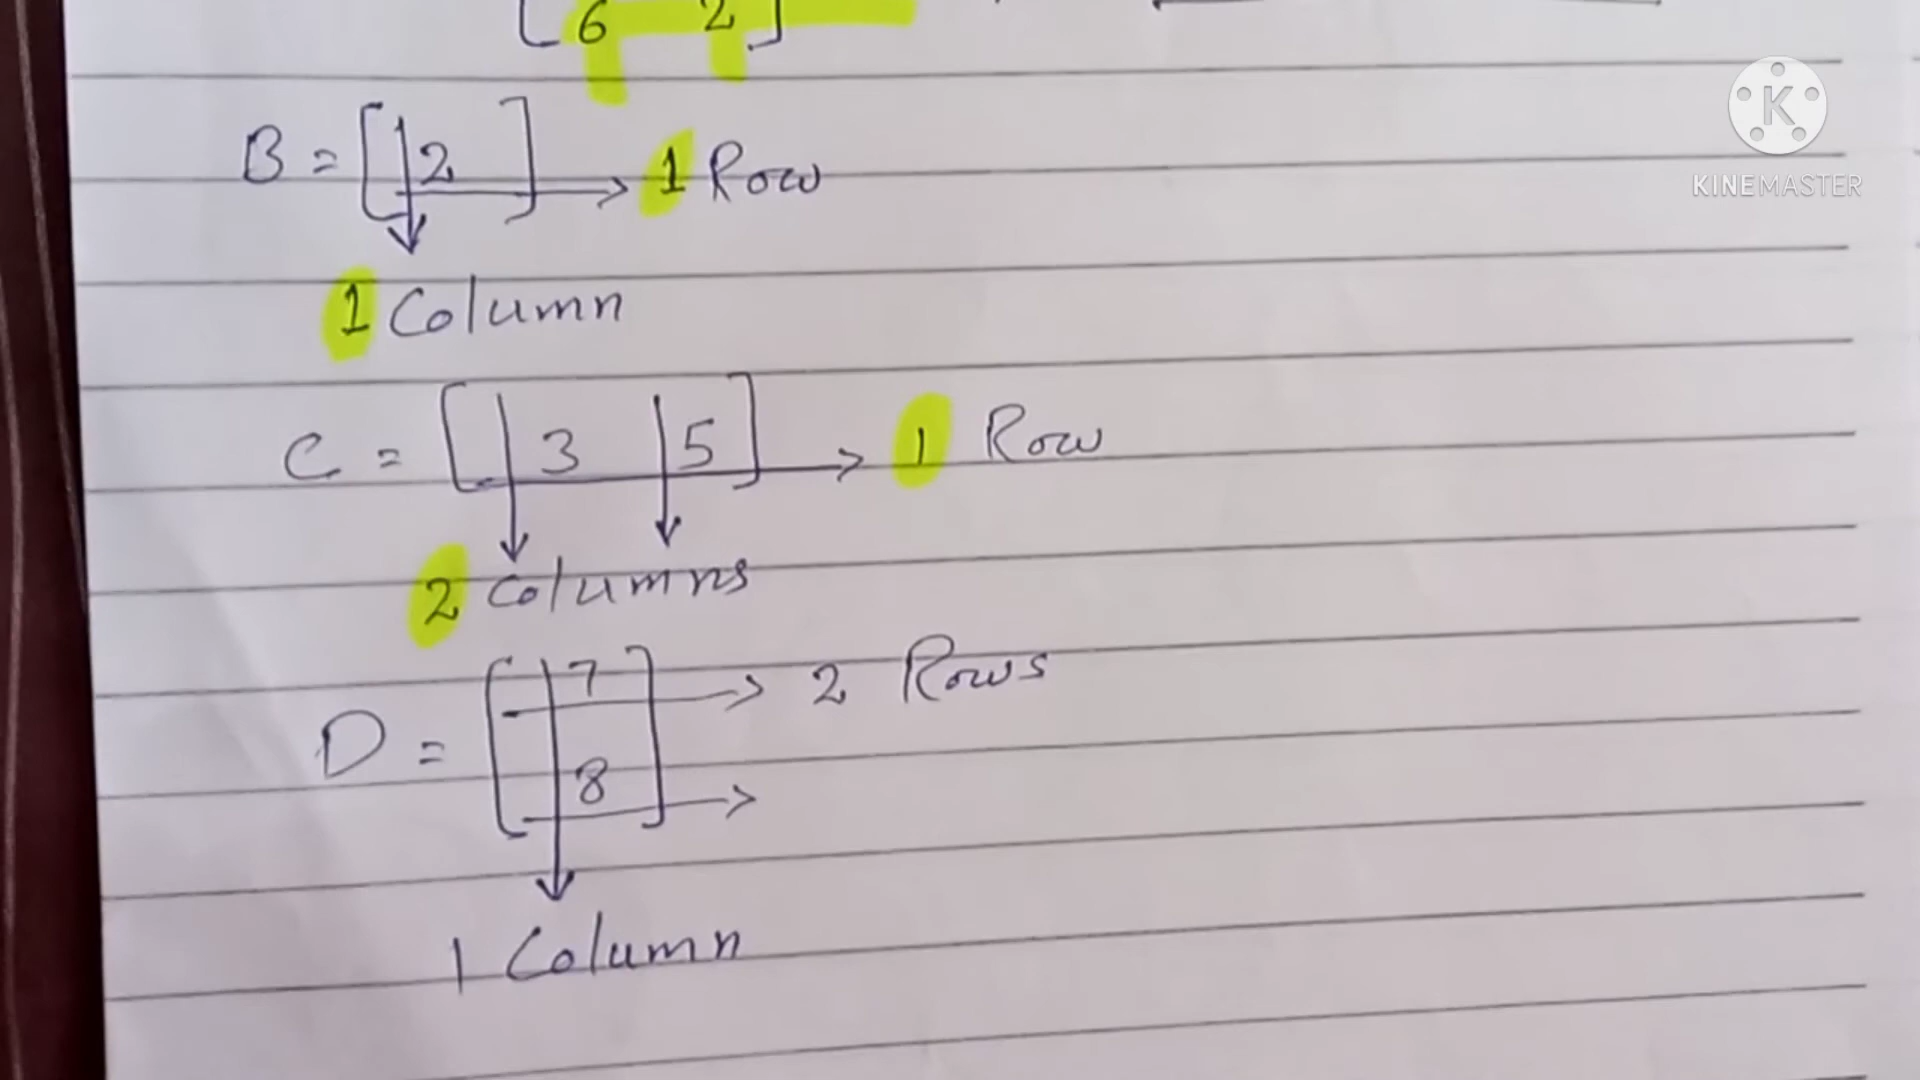 [ 6 2 ]
B = [ 2 ] → 1 Row
1 Column
C = [ 3 5 ] → 1 Row
2 Columns
D = [ 7 → 2 Rows
8 ] →
1 Column
K
KINEMASTER